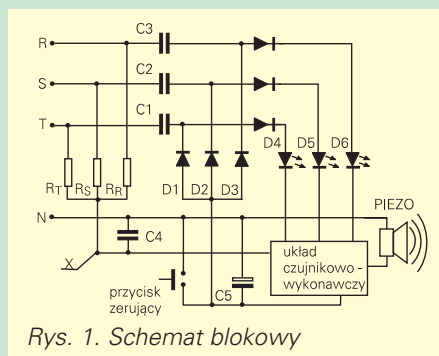 C3
R
C2
S
C1
T
D4 D5 D6
RT RS RR D1 D2 D3
PIEZO
N
C4
X
układ
czujnikowo -
wykonawczy
przycisk
zerujący
C5
Rys. 1. Schemat blokowy